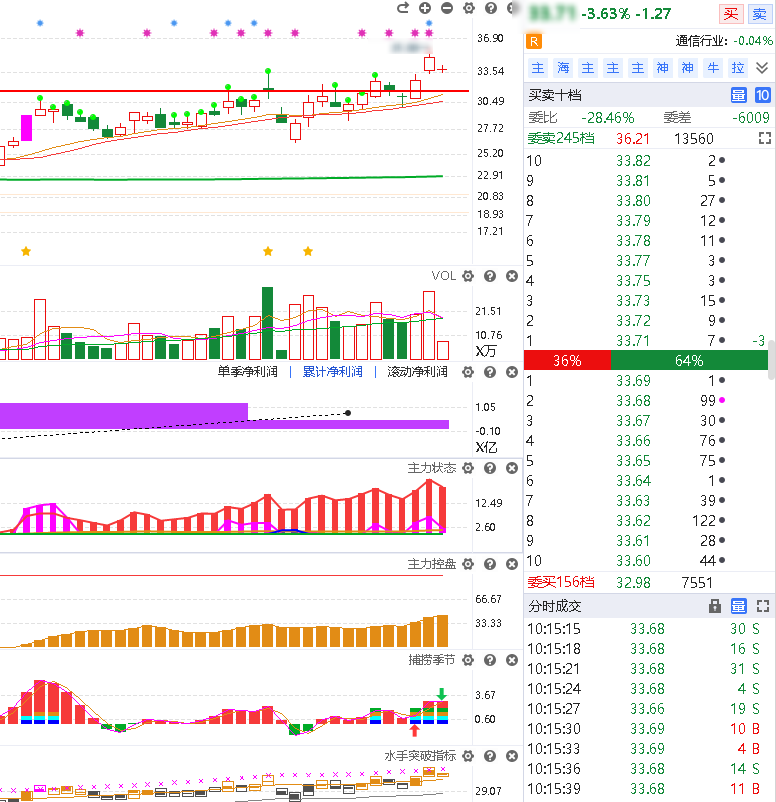 36.90
33.54
30.49
27.72
25.20
22.91
20.83
18.93
17.21
VOL
21.51
10.76
X万
单季净利润 | 累计净利润 | 滚动净利润
1.05
-0.10
X亿
主力状态
12.49
2.60
主力控盘
66.67
33.33
捕捞季节
3.67
0.60
水手突破指标
29.07
33.71 -3.63% -1.27 买 卖
R 通信行业: -0.04%
主 海 主 主 主 神 神 牛 拉
买卖十档 量 10
委比 -28.46% 委差 -6009
委卖245档 36.21 13560
10 33.82 2
9 33.81 5
8 33.80 27
7 33.79 12
6 33.78 11
5 33.77 3
4 33.75 3
3 33.73 15
2 33.72 9
1 33.71 7 -3
36% 64%
1 33.69 1
2 33.68 99
3 33.67 30
4 33.66 76
5 33.65 75
6 33.64 1
7 33.63 39
8 33.62 122
9 33.61 28
10 33.60 44
委买156档 32.98 7551
分时成交 量
10:15:15 33.68 30 S
10:15:18 33.68 16 S
10:15:21 33.68 31 S
10:15:24 33.68 4 S
10:15:27 33.66 19 S
10:15:30 33.69 10 B
10:15:33 33.69 4 B
10:15:36 33.68 14 S
10:15:39 33.68 11 B